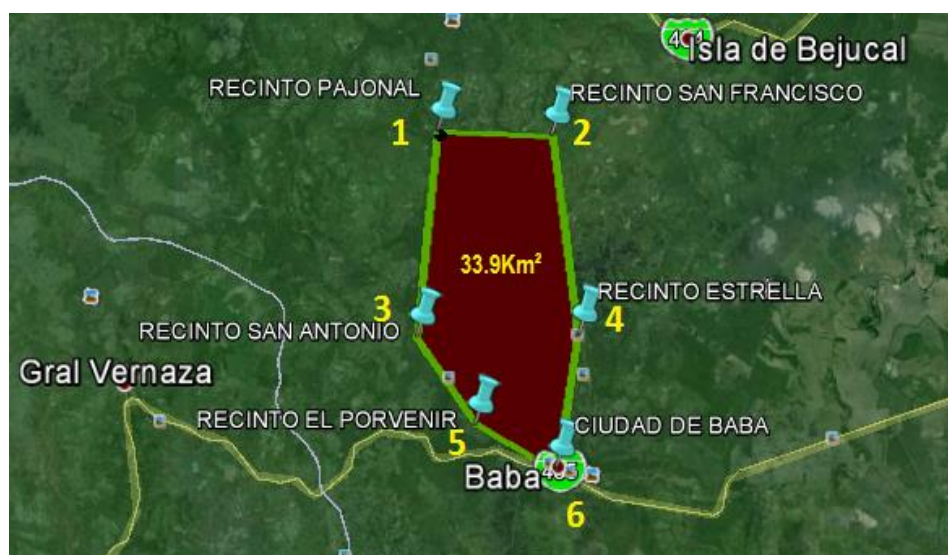 Isla de Bejucal
RECINTO PAJONAL
RECINTO SAN FRANCISCO
1
2
33.9Km²
RECINTO ESTRELLA
3
4
RECINTO SAN ANTONIO
Gral Vernaza
RECINTO EL PORVENIR
CIUDAD DE BABA
5
Baba
6